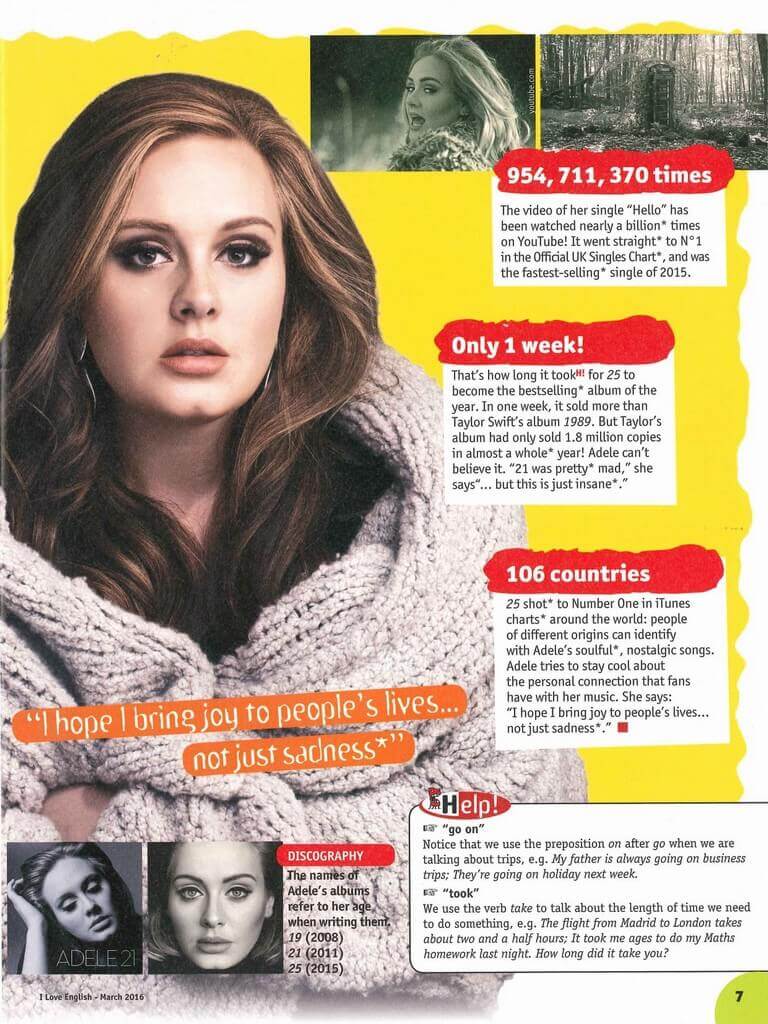 youtube.com
954, 711, 370 times
The video of her single “Hello” has
been watched nearly a billion* times
on YouTube! It went straight* to N°1
in the Official UK Singles Chart*, and was
the fastest-selling* single of 2015.
Only 1 week!
That’s how long it tookH! for 25 to
become the bestselling* album of the
year. In one week, it sold more than
Taylor Swift’s album 1989. But Taylor’s
album had only sold 1.8 million copies
in almost a whole* year! Adele can’t
believe it. “21 was pretty* mad,” she
says“... but this is just insane*.”
106 countries
25 shot* to Number One in iTunes
charts* around the world: people
of different origins can identify
with Adele’s soulful*, nostalgic songs.
Adele tries to stay cool about
the personal connection that fans
have with her music. She says:
“I hope I bring joy to people’s lives...
not just sadness*.”
“I hope I bring joy to people’s lives...
not just sadness*”
ADELE 21
DISCOGRAPHY
The names of
Adele’s albums
refer to her age
when writing them.
19 (2008)
21 (2011)
25 (2015)
Help!
“go on”
Notice that we use the preposition on after go when we are
talking about trips, e.g. My father is always going on business
trips; They’re going on holiday next week.
“took”
We use the verb take to talk about the length of time we need
to do something, e.g. The flight from Madrid to London takes
about two and a half hours; It took me ages to do my Maths
homework last night. How long did it take you?
I Love English - March 2016
7